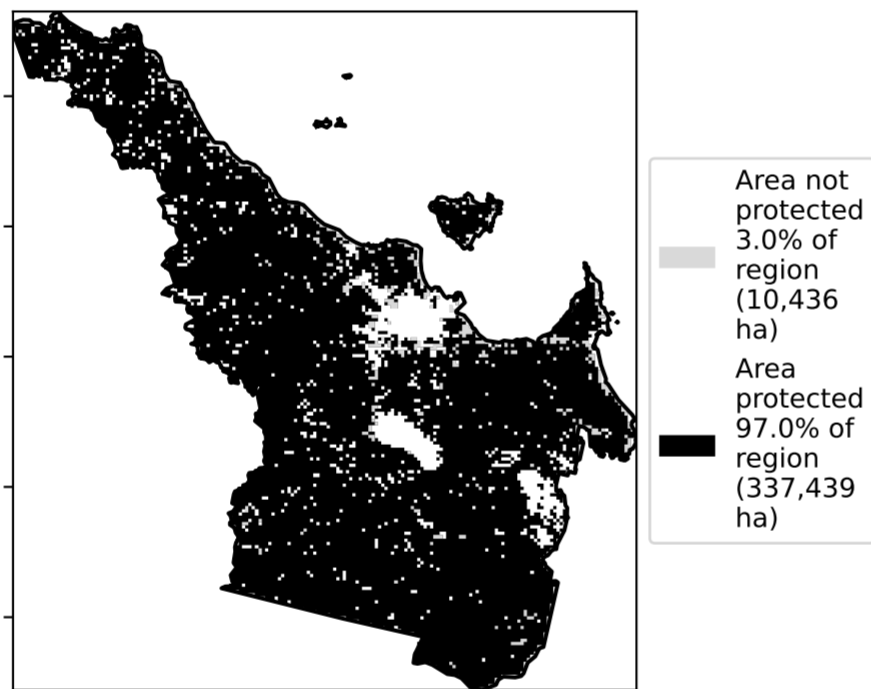 Area not
protected
3.0% of
region
(10,436
ha)
Area
protected
97.0% of
region
(337,439
ha)